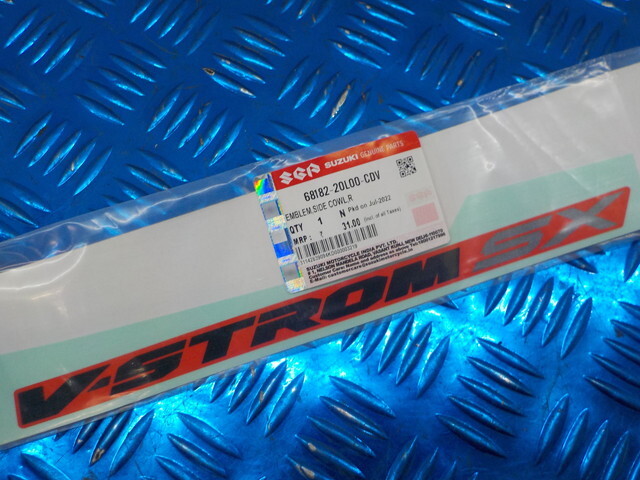 SGP SUZUKI GENUINE PARTS
68182-20L00-CDV
EMBLEM,SIDE COWL,R
QTY 1 N Pkd on Jul-2022
MRP : ₹ 31.00 (Incl. of all Taxes)
SUZUKI MOTORCYCLE INDIA PVT. LTD.
V-STROM SX